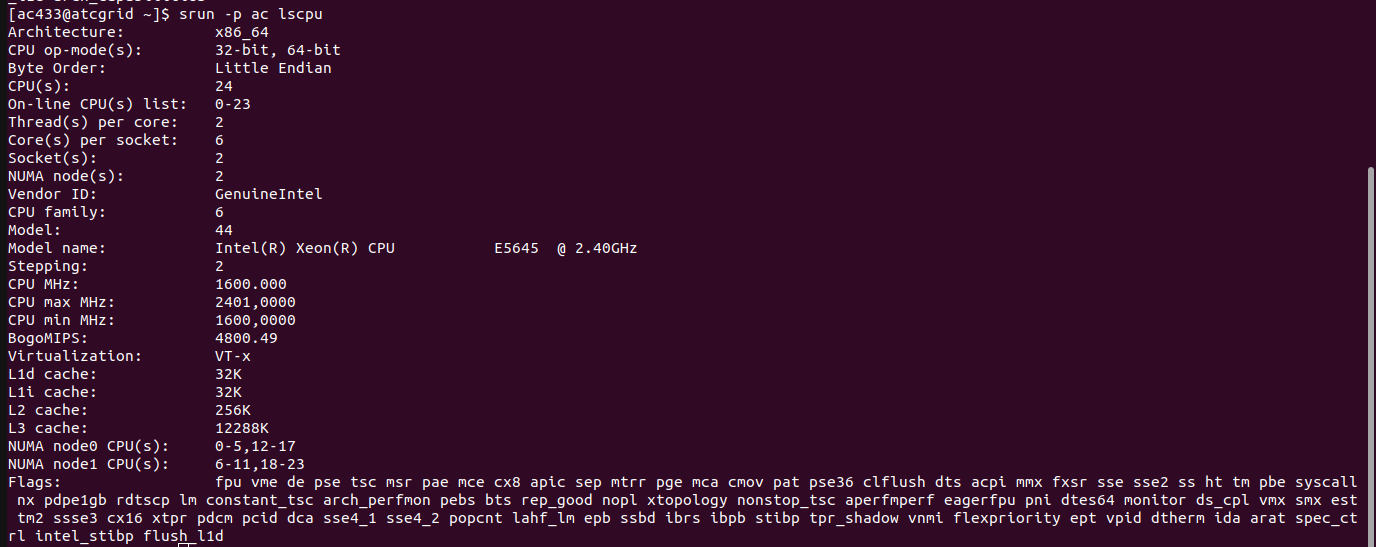 [ac433@atcgrid ~]$ srun -p ac lscpu
Architecture:          x86_64
CPU op-mode(s):        32-bit, 64-bit
Byte Order:            Little Endian
CPU(s):                24
On-line CPU(s) list:   0-23
Thread(s) per core:    2
Core(s) per socket:    6
Socket(s):             2
NUMA node(s):          2
Vendor ID:             GenuineIntel
CPU family:            6
Model:                 44
Model name:            Intel(R) Xeon(R) CPU           E5645  @ 2.40GHz
Stepping:              2
CPU MHz:               1600.000
CPU max MHz:           2401,0000
CPU min MHz:           1600,0000
BogoMIPS:              4800.49
Virtualization:        VT-x
L1d cache:             32K
L1i cache:             32K
L2 cache:              256K
L3 cache:              12288K
NUMA node0 CPU(s):     0-5,12-17
NUMA node1 CPU(s):     6-11,18-23
Flags:                 fpu vme de pse tsc msr pae mce cx8 apic sep mtrr pge mca cmov pat pse36 clflush dts acpi mmx fxsr sse sse2 ss ht tm pbe syscall
nx pdpe1gb rdtscp lm constant_tsc arch_perfmon pebs bts rep_good nopl xtopology nonstop_tsc aperfmperf eagerfpu pni dtes64 monitor ds_cpl vmx smx est
tm2 ssse3 cx16 xtpr pdcm pcid dca sse4_1 sse4_2 popcnt lahf_lm epb ssbd ibrs ibpb stibp tpr_shadow vnmi flexpriority ept vpid dtherm ida arat spec_ct
rl intel_stibp flush_l1d